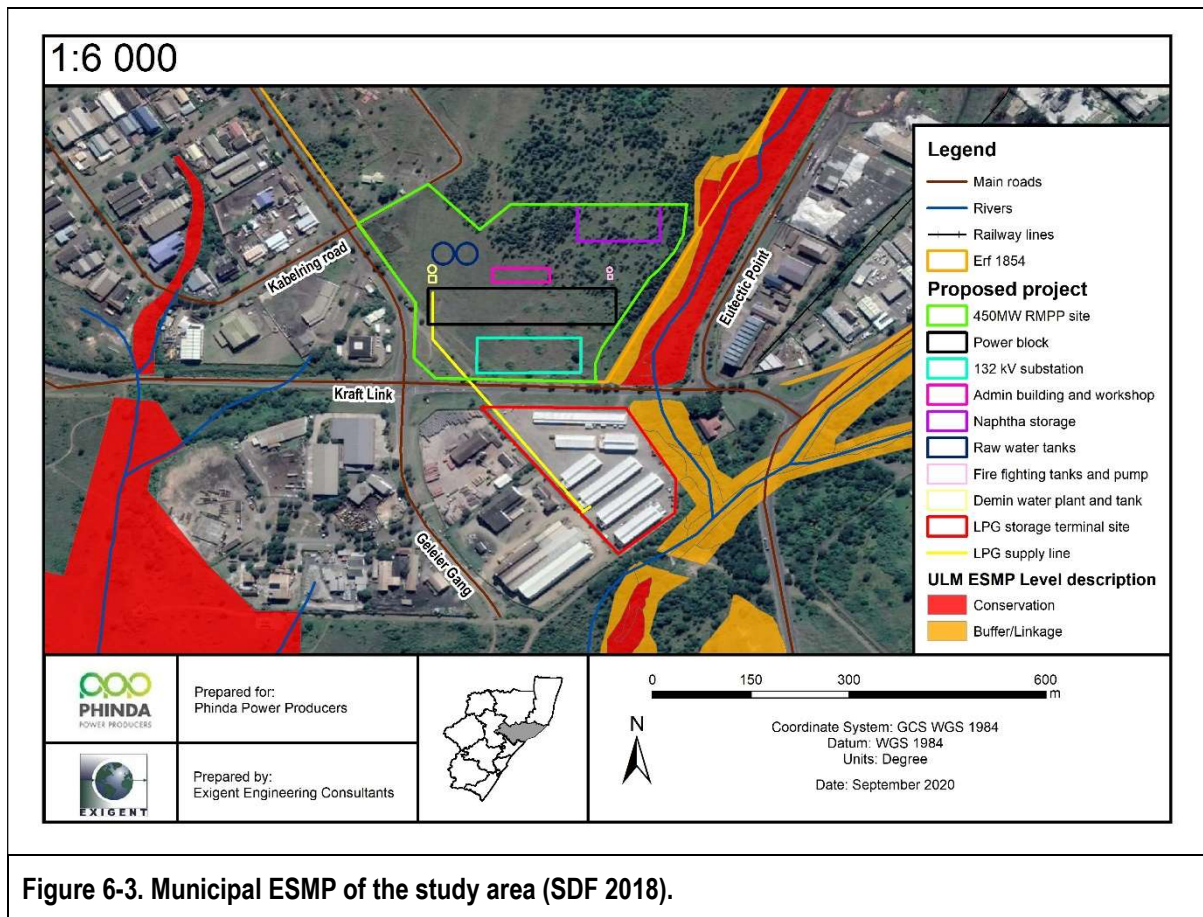 1:6 000
Kabelring road
Eutectic Point
Kraft Link
Geleier Gang
Legend
Main roads
Rivers
Railway lines
Erf 1854
Proposed project
450MW RMPP site
Power block
132 kV substation
Admin building and workshop
Naphtha storage
Raw water tanks
Fire fighting tanks and pump
Demin water plant and tank
LPG storage terminal site
LPG supply line
ULM ESMP Level description
Conservation
Buffer/Linkage
PHINDA
POWER PRODUCERS
Prepared for:
Phinda Power Producers
EXIGENT
Prepared by:
Exigent Engineering Consultants
0 150 300 600
m
N
Coordinate System: GCS WGS 1984
Datum: WGS 1984
Units: Degree
Date: September 2020
Figure 6-3. Municipal ESMP of the study area (SDF 2018).